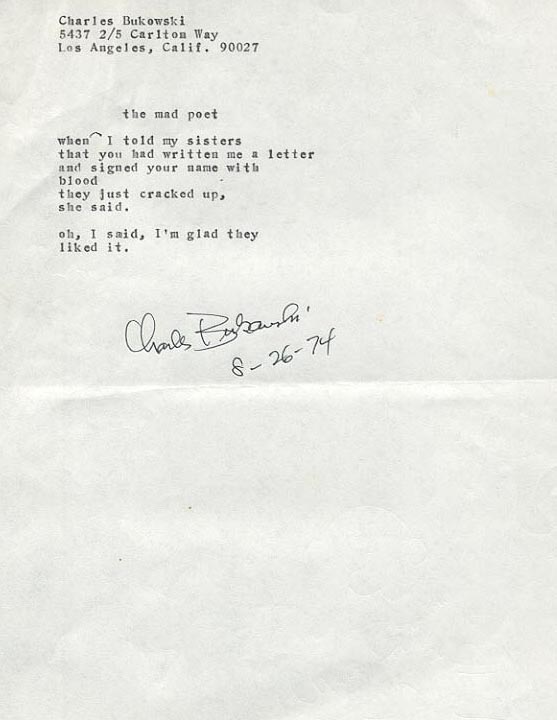 Charles Bukowski
5437 2/5 Carlton Way
Los Angeles, Calif. 90027
the mad poet
when I told my sisters
that you had written me a letter
and signed your name with
blood
they just cracked up,
she said.
oh, I said, I'm glad they
liked it.
Charles Bukowski
8-26-74